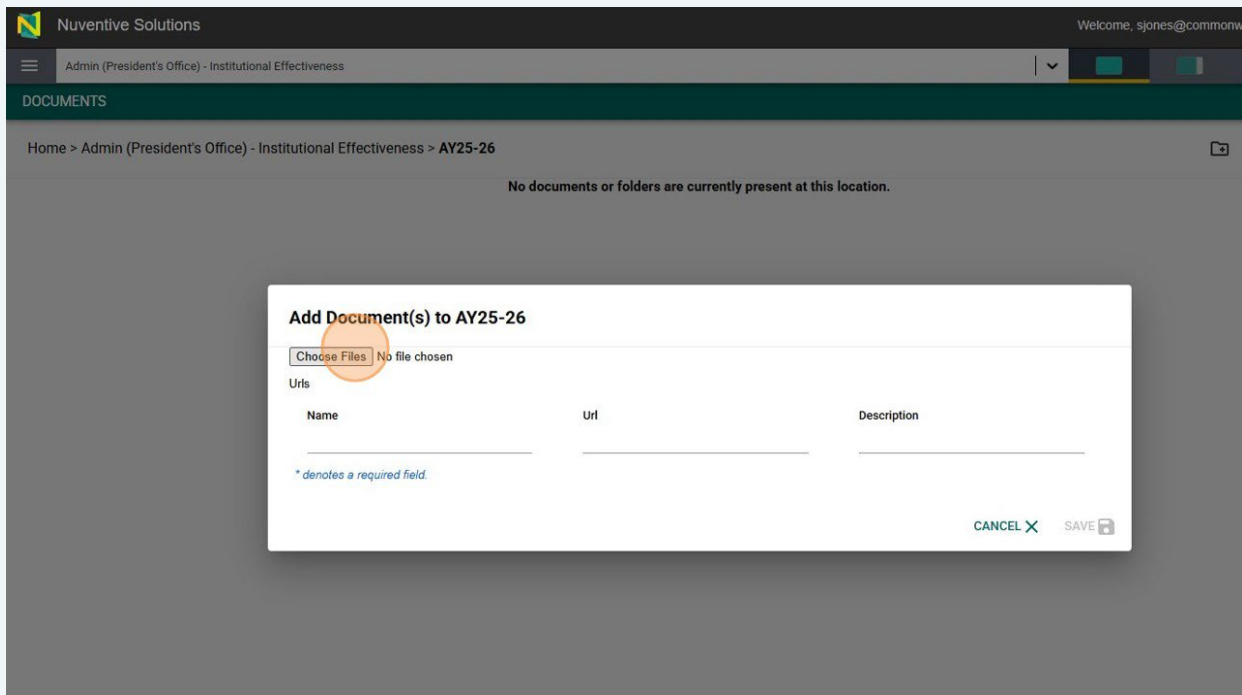 Nuventive Solutions
Welcome, sjones@commonw
Admin (President's Office) - Institutional Effectiveness
DOCUMENTS
Home > Admin (President's Office) - Institutional Effectiveness > AY25-26
No documents or folders are currently present at this location.
Add Document(s) to AY25-26
Choose Files No file chosen
Urls
Name Url Description
* denotes a required field.
CANCEL SAVE